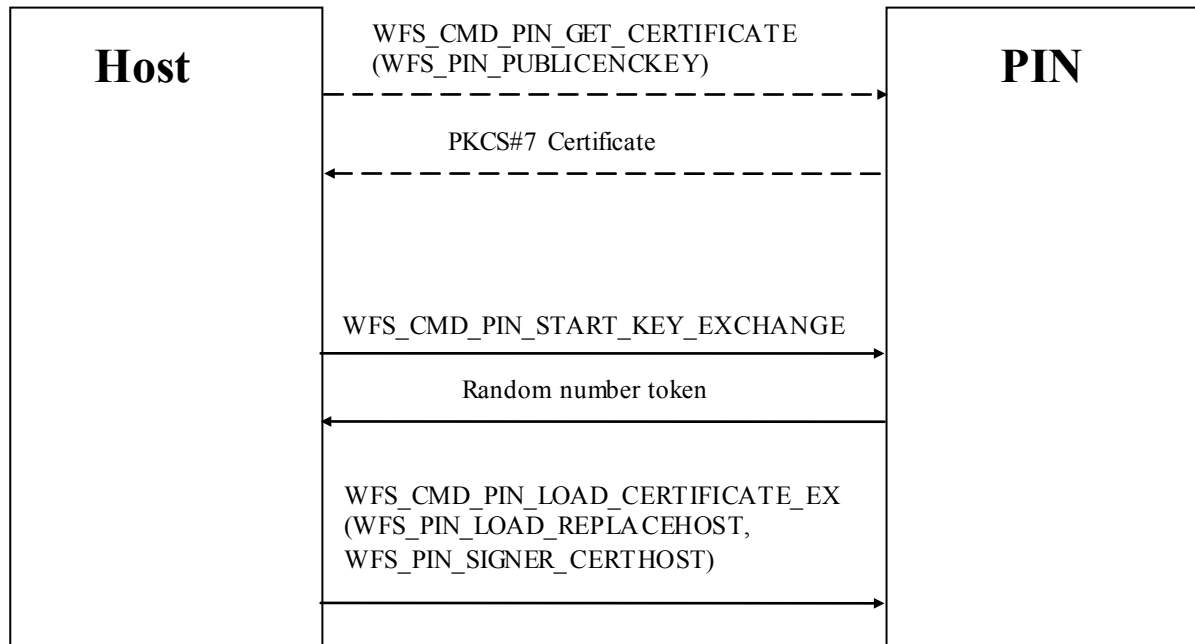 Host
PIN
WFS_CMD_PIN_GET_CERTIFICATE
(WFS_PIN_PUBLICENCKEY)
PKCS#7 Certificate
WFS_CMD_PIN_START_KEY_EXCHANGE
Random number token
WFS_CMD_PIN_LOAD_CERTIFICATE_EX
(WFS_PIN_LOAD_REPLACEHOST,
WFS_PIN_SIGNER_CERTHOST)